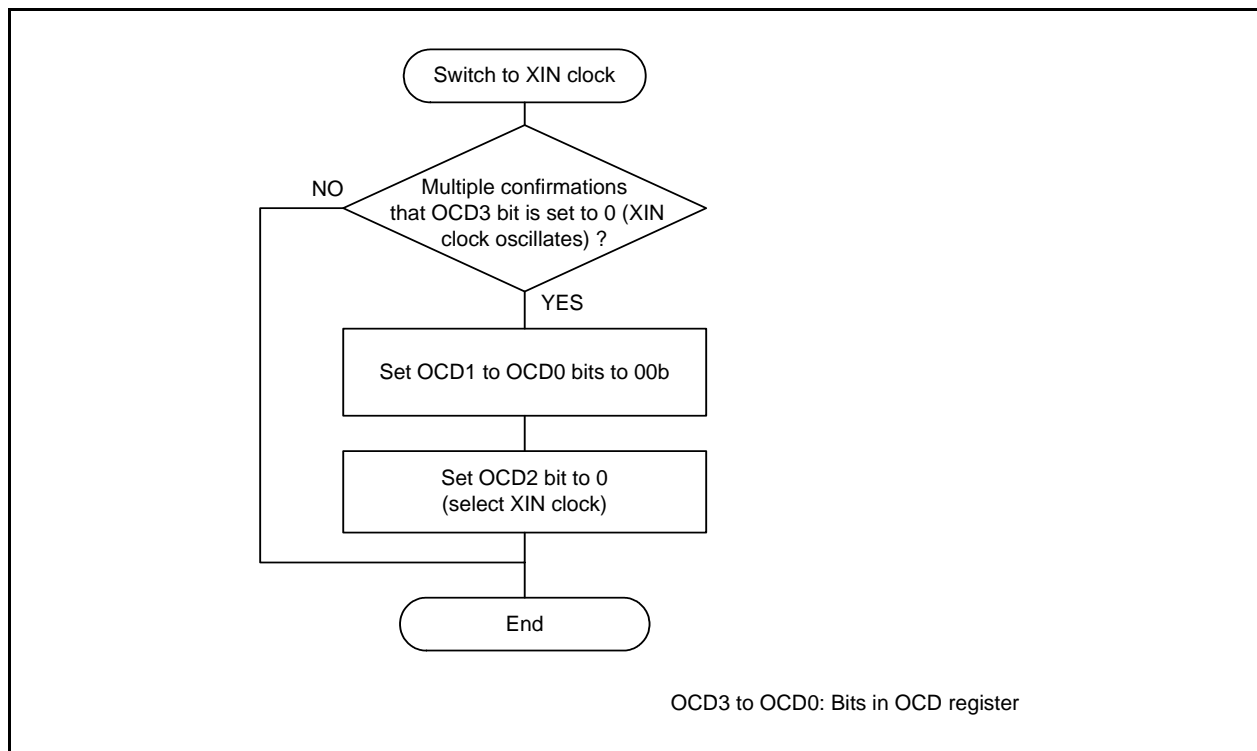 Switch to XIN clock
NO
Multiple confirmations
that OCD3 bit is set to 0 (XIN
clock oscillates) ?
YES
Set OCD1 to OCD0 bits to 00b
Set OCD2 bit to 0
(select XIN clock)
End
OCD3 to OCD0: Bits in OCD register